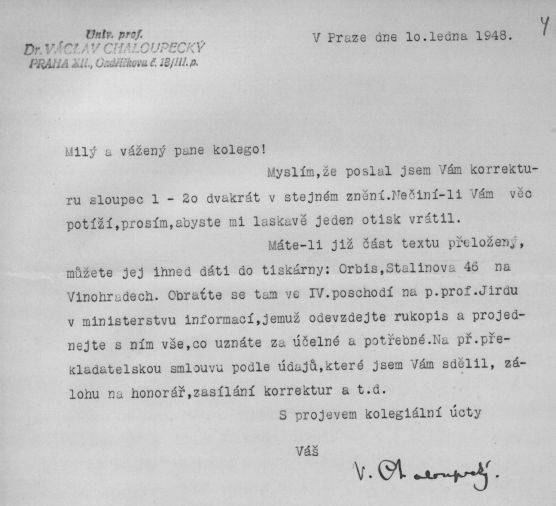 4
Univ. prof.
Dr. VÁCLAV CHALOUPECKÝ
PRAHA XII., Ondříčkova č. 18/III. p.
V Praze dne 1o.ledna 1948.
Milý a vážený pane kolego!
Myslím,že poslal jsem Vám korrektu-
ru sloupec 1 - 2o dvakrát v stejném znění.Nečiní-li Vám věc
potíží,prosím,abyste mi laskavě jeden otisk vrátil.
Máte-li již část textu přeložený,
můžete jej ihned dáti do tiskárny: Orbis,Stalinova 46 na
Vinohradech. Obraťte se tam ve IV.poschodí na p.prof.Jirdu
v ministerstvu informací,jemuž odevzdejte rukopis a projed-
nejte s ním vše,co uznáte za účelné a potřebné.Na př.pře-
kladatelskou smlouvu podle údajů,které jsem Vám sdělil, zá-
lohu na honorář,zasílání korrektur a t.d.
S projevem kolegiální úcty
Váš
V. Chaloupecký.